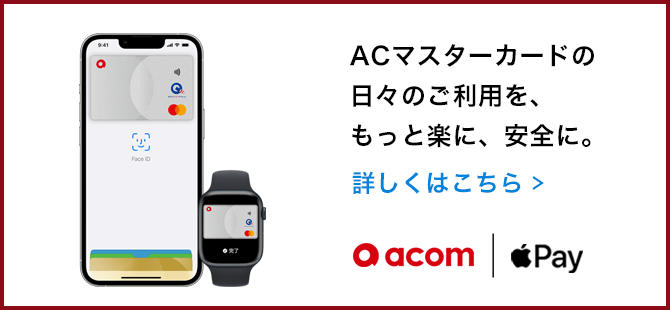 9:41
Face ID
完了
ACマスターカードの
日々のご利用を、
もっと楽に、安全に。
詳しくはこちら >
acom
Pay